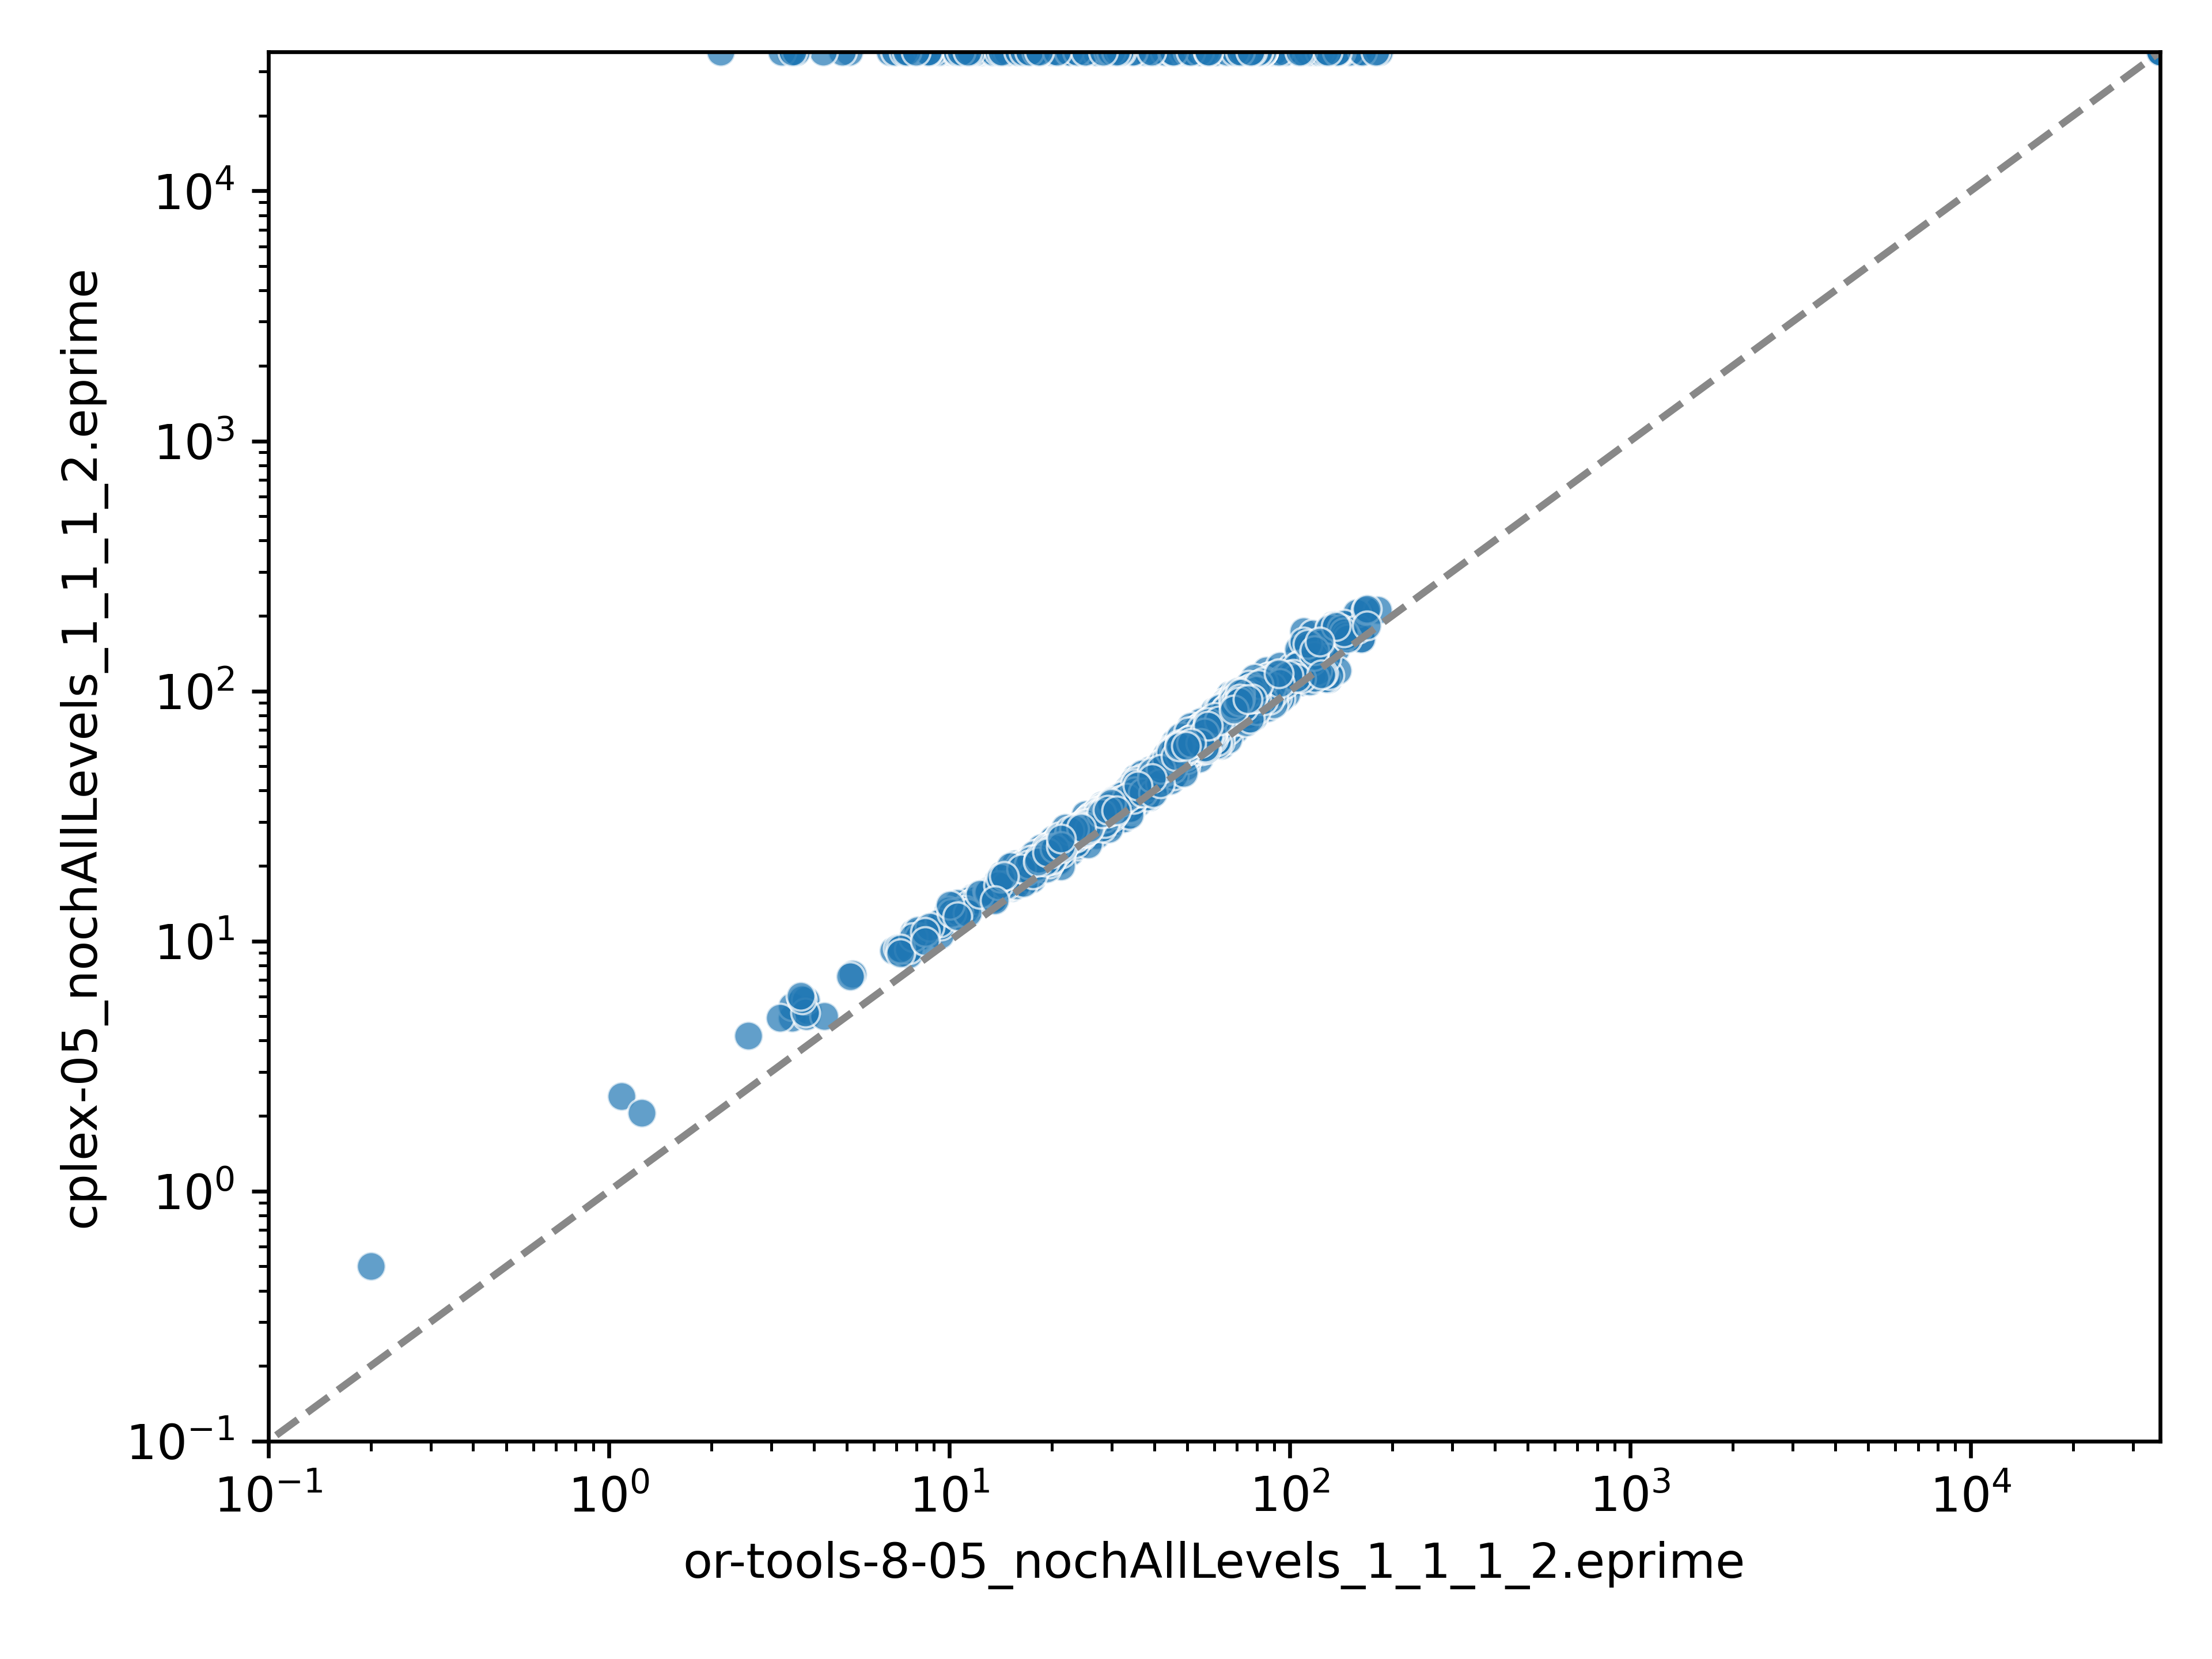 cplex-05_nochAllLevels_1_1_1_2.eprime
10⁴
10³
10²
10¹
10⁰
10⁻¹
10⁻¹ 10⁰ 10¹ 10² 10³ 10⁴
or-tools-8-05_nochAllLevels_1_1_1_2.eprime